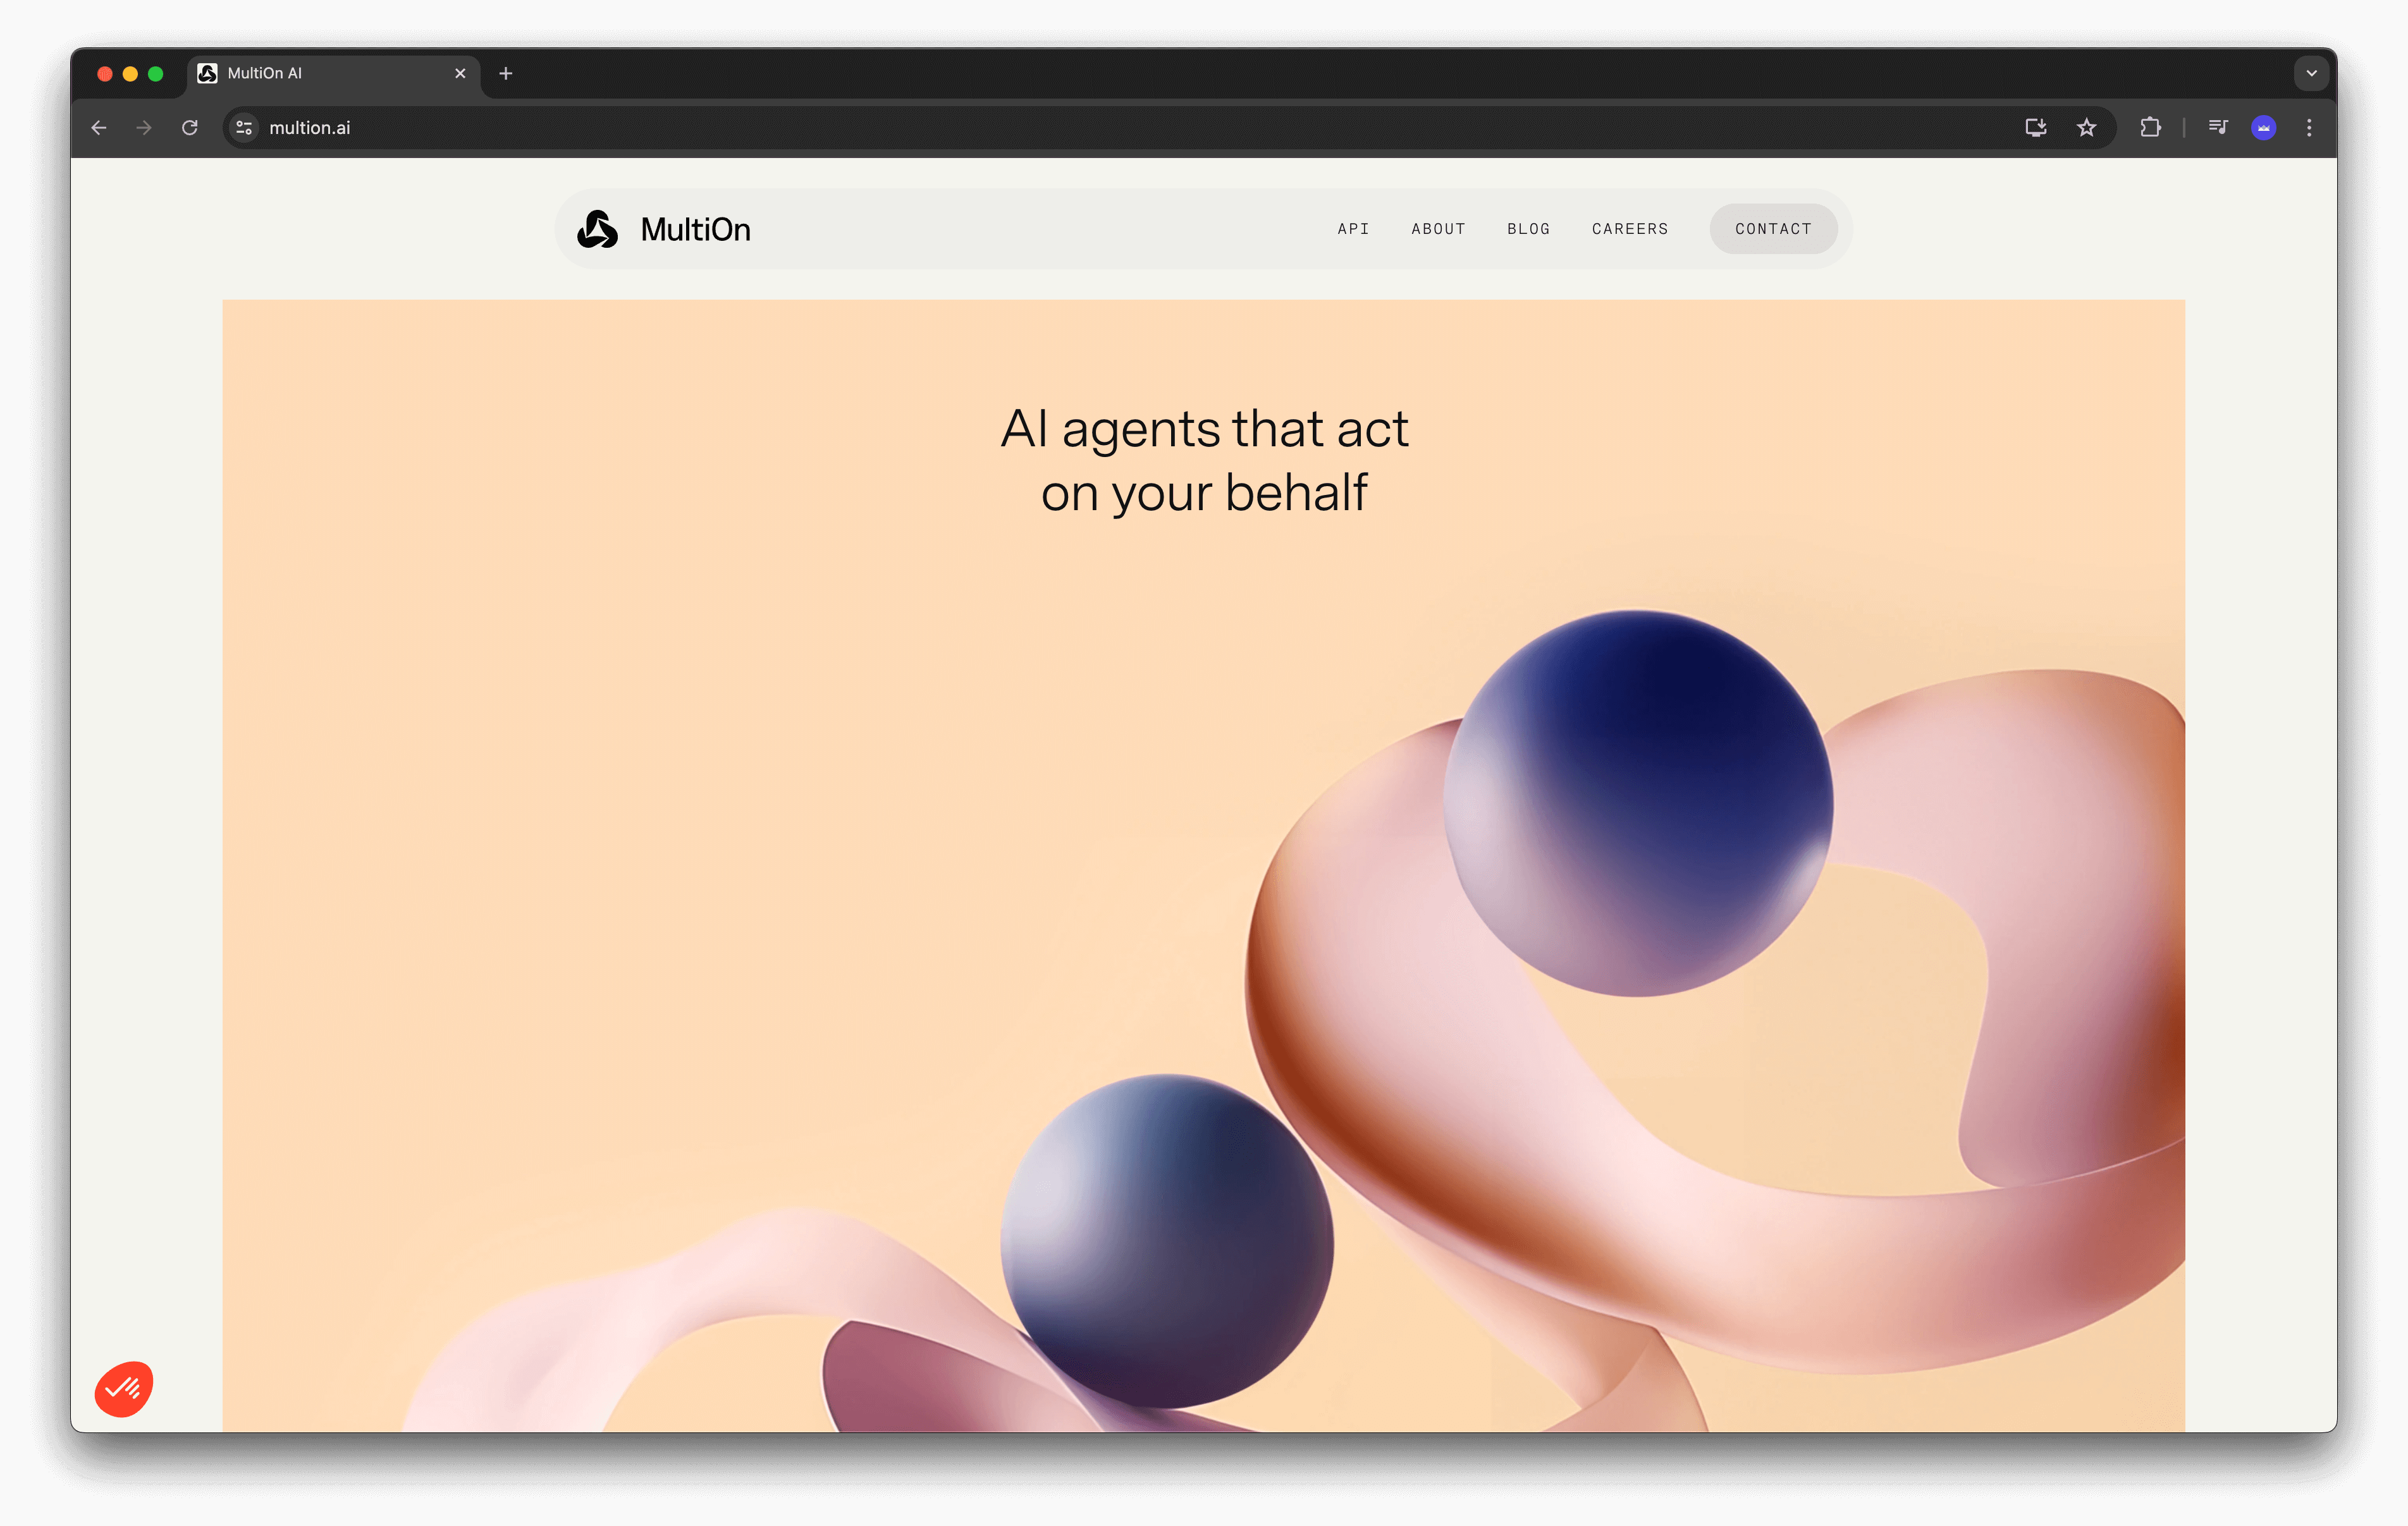 MultiOn AI
multion.ai
MultiOn
API ABOUT BLOG CAREERS CONTACT
AI agents that act
on your behalf